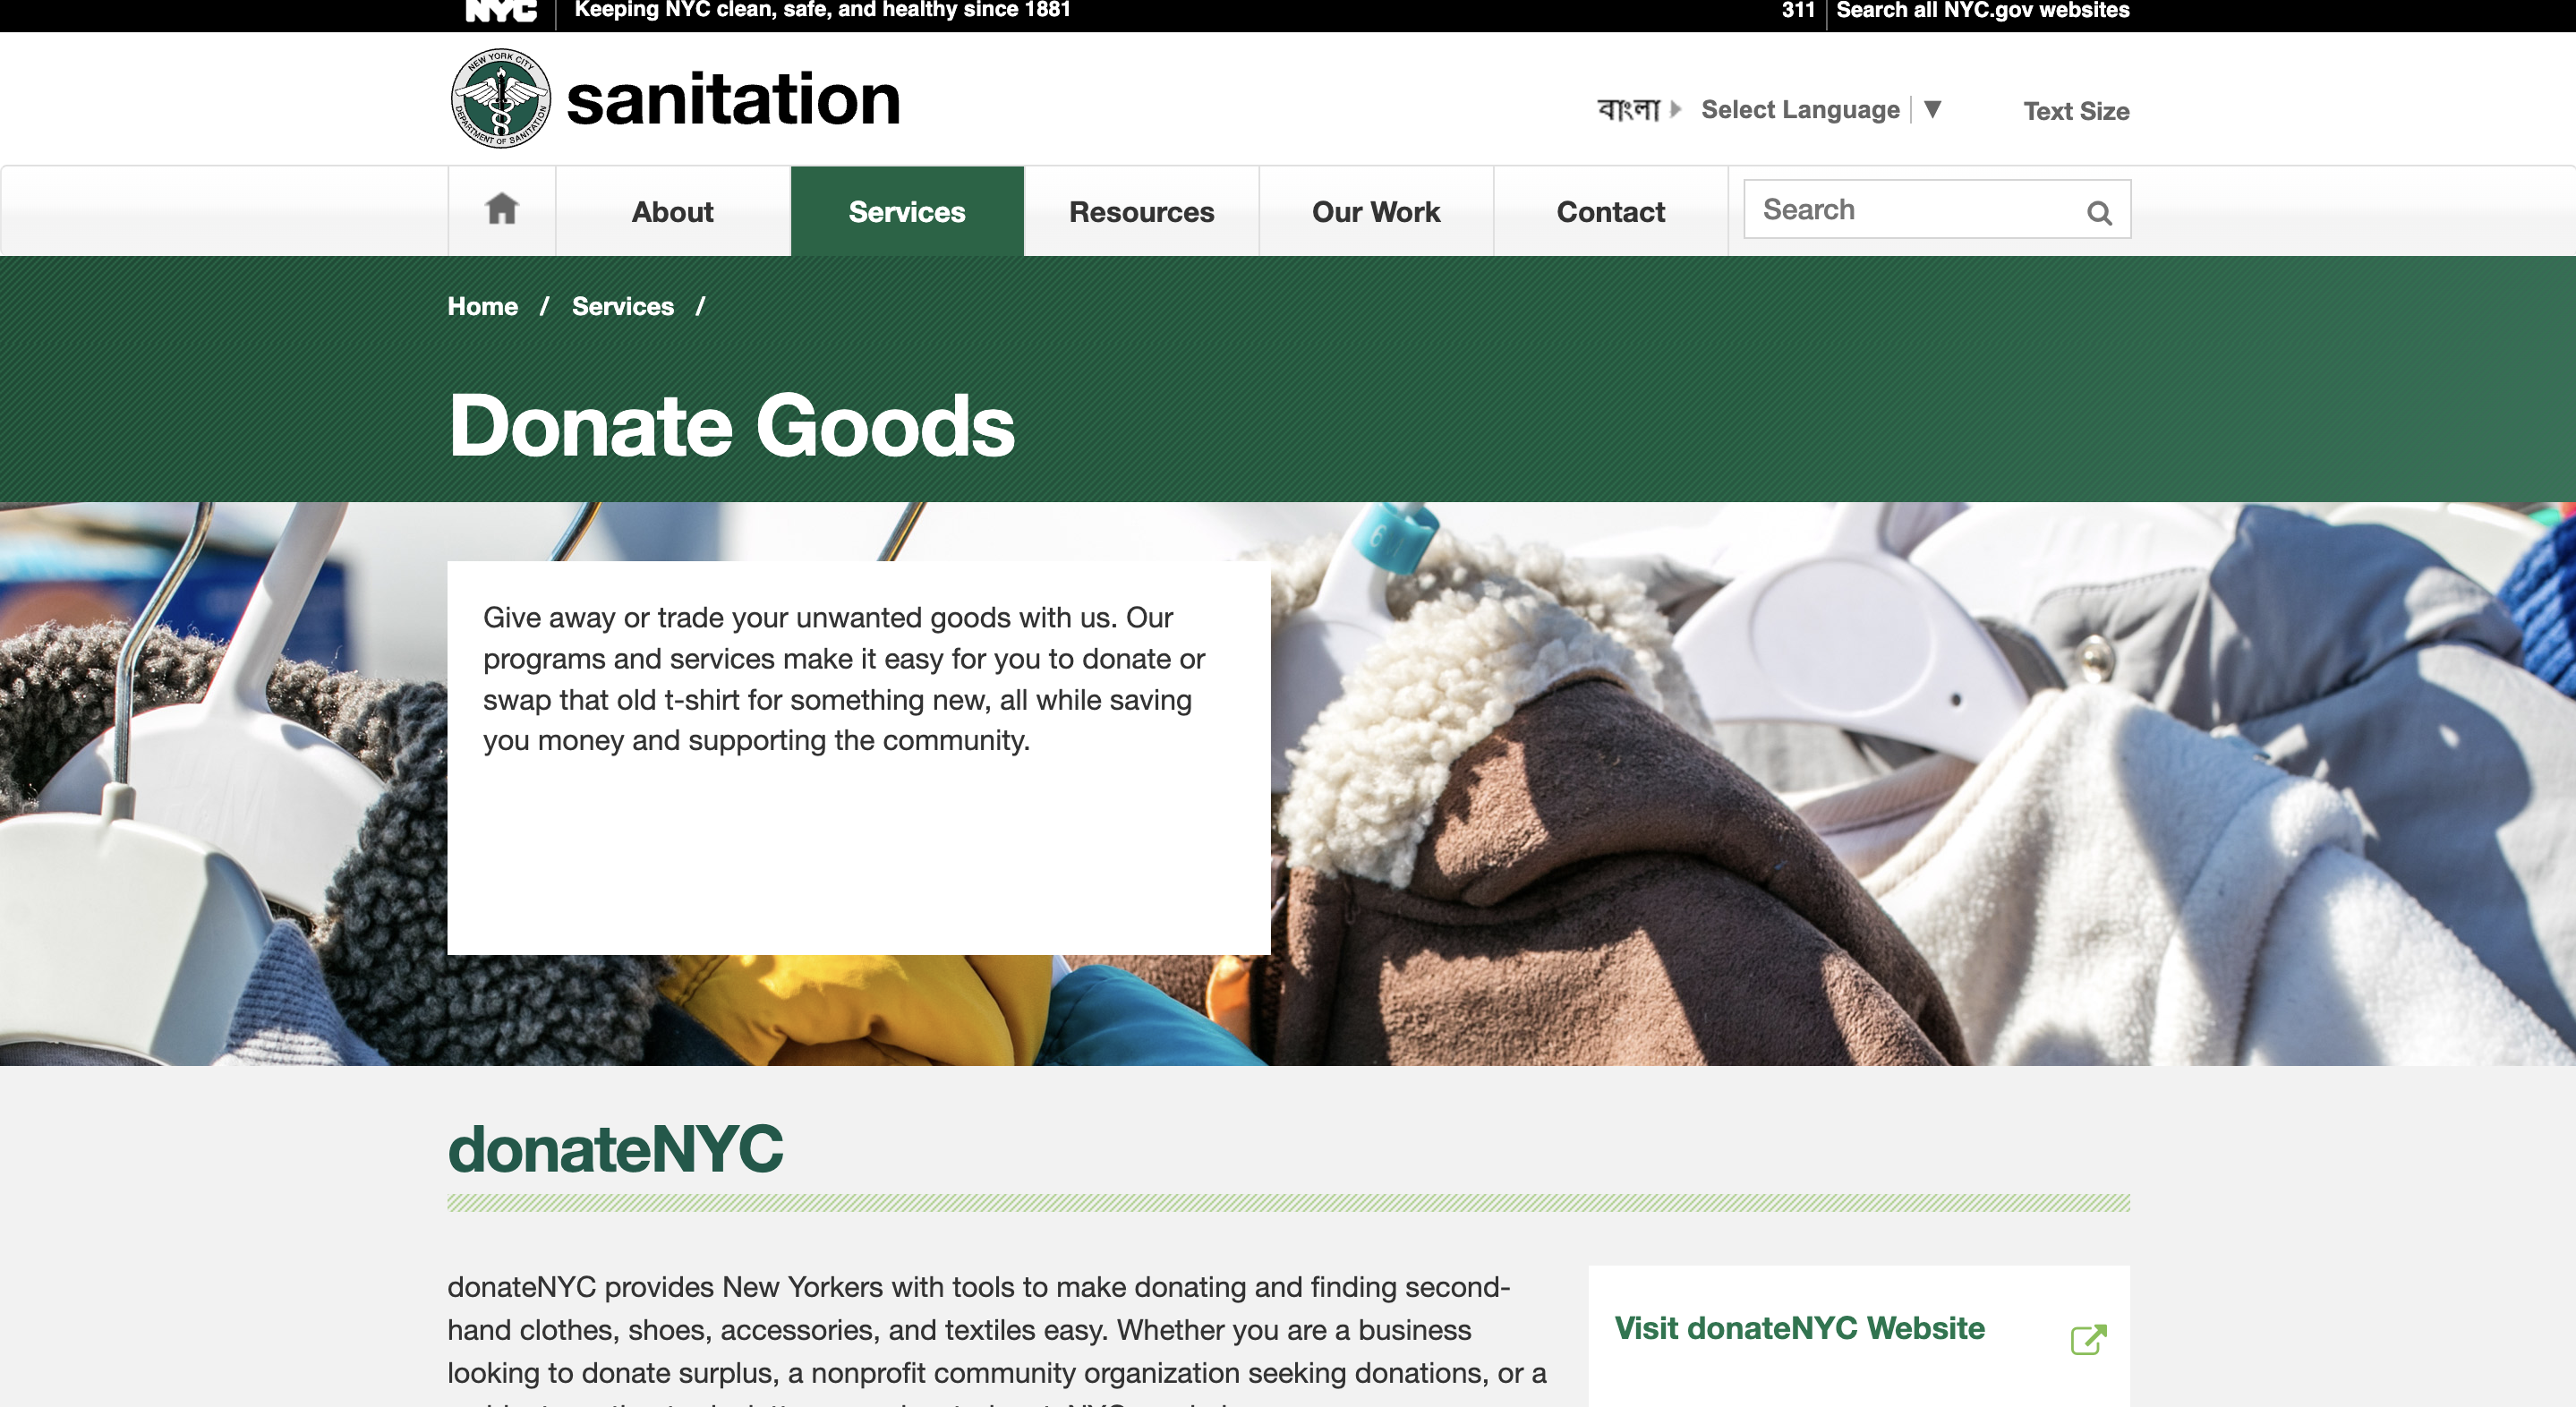 NYC
Keeping NYC clean, safe, and healthy since 1881
311
Search all NYC.gov websites
NEW YORK CITY
DEPARTMENT OF SANITATION
sanitation
বাংলা
Select Language
▼
Text Size
About
Services
Resources
Our Work
Contact
Search
Home / Services /
Donate Goods
6
Give away or trade your unwanted goods with us. Our
programs and services make it easy for you to donate or
swap that old t-shirt for something new, all while saving
you money and supporting the community.
donateNYC
donateNYC provides New Yorkers with tools to make donating and finding second-
hand clothes, shoes, accessories, and textiles easy. Whether you are a business
looking to donate surplus, a nonprofit community organization seeking donations, or a
Visit donateNYC Website